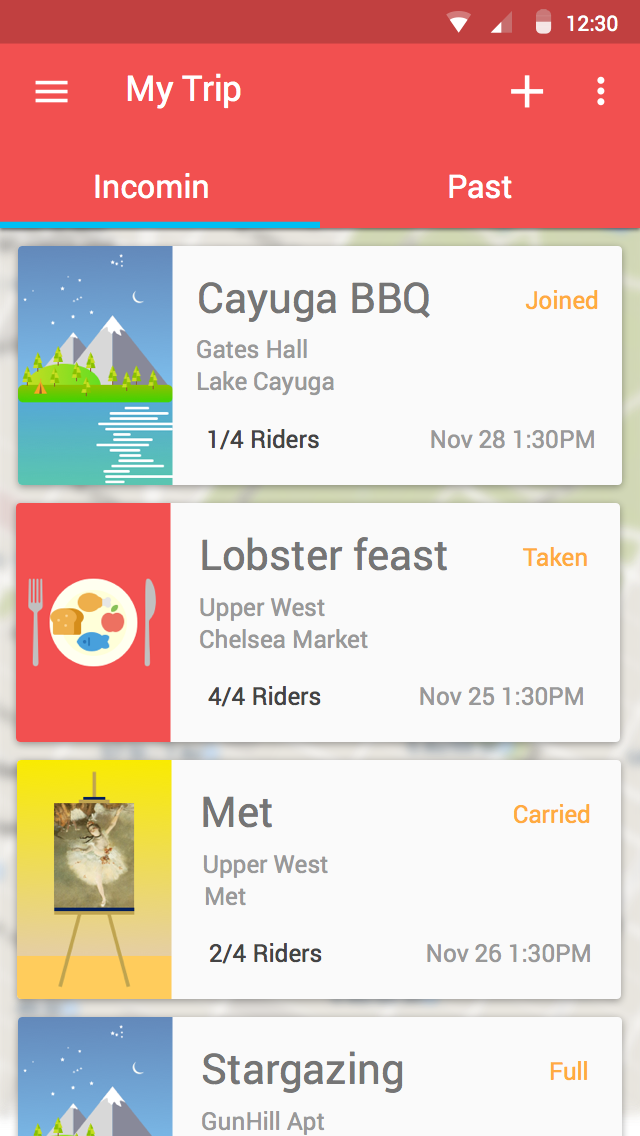 12:30
My Trip
Incomin
Past
Cayuga BBQ
Joined
Gates Hall
Lake Cayuga
1/4 Riders
Nov 28 1:30PM
Lobster feast
Taken
Upper West
Chelsea Market
4/4 Riders
Nov 25 1:30PM
Met
Carried
Upper West
Met
2/4 Riders
Nov 26 1:30PM
Stargazing
Full
GunHill Apt